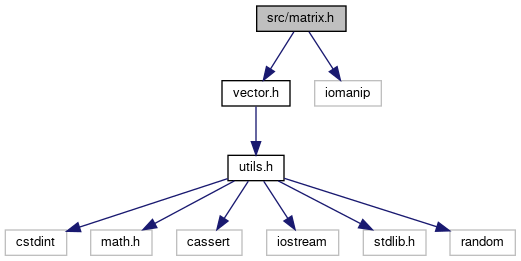 src/matrix.h
vector.h
iomanip
utils.h
cstdint
math.h
cassert
iostream
stdlib.h
random